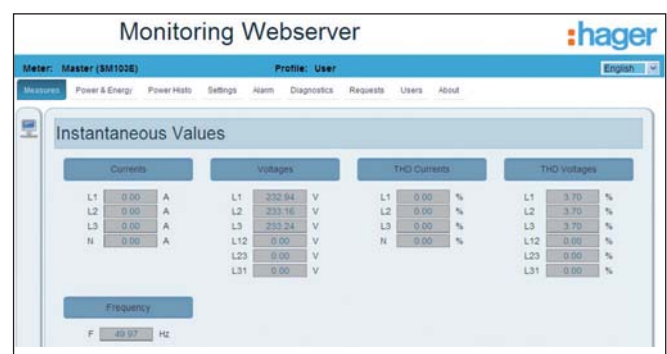 Monitoring Webserver
:hager
Meter: Master (SM103E) Profile: User English
Measures Power & Energy Power Histo Settings Alarm Diagnostics Requests Users About
Instantaneous Values
Currents Voltages THD Currents THD Voltages
L1 0.00 A L1 232.94 V L1 0.00 % L1 3.70 %
L2 0.00 A L2 233.16 V L2 0.00 % L2 3.70 %
L3 0.00 A L3 233.24 V L3 0.00 % L3 3.70 %
N 0.00 A L12 0.00 V N 0.00 % L12 0.00 %
L23 0.00 V L23 0.00 %
L31 0.00 V L31 0.00 %
Frequency
F 49.97 Hz